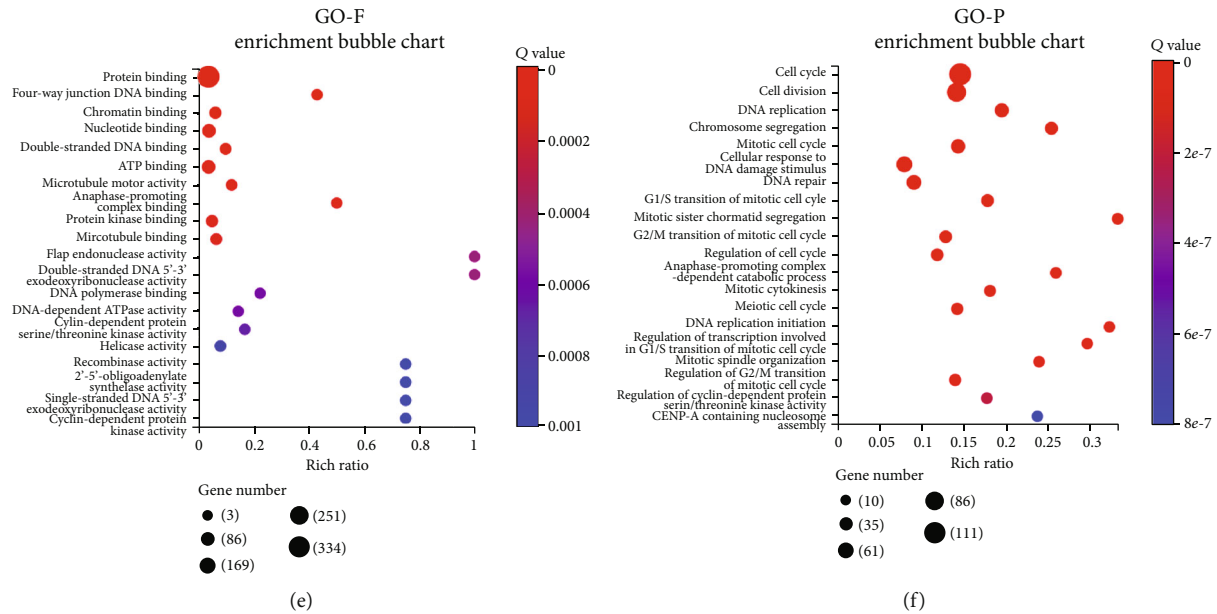 GO-F
enrichment bubble chart
Q value
Protein binding
Four-way junction DNA binding
Chromatin binding
Nucleotide binding
Double-stranded DNA binding
ATP binding
Microtubule motor activity
Anaphase-promoting
complex binding
Protein kinase binding
Mircotubule binding
Flap endonuclease activity
Double-stranded DNA 5'-3'
exodeoxyribonuclease activity
DNA polymerase binding
DNA-dependent ATPase activity
Cylin-dependent protein
serine/threonine kinase activity
Helicase activity
Recombinase activity
2'-5'-oligoadenylate
synthelase activity
Single-stranded DNA 5'-3'
exodeoxyribonuclease activity
Cyclin-dependent protein
kinase activity
0
0.2
0.4
0.6
0.8
1
Rich ratio
0
0.0002
0.0004
0.0006
0.0008
0.001
Gene number
(3)
(86)
(169)
(251)
(334)
(e)
GO-P
enrichment bubble chart
Q value
Cell cycle
Cell division
DNA replication
Chromosome segregation
Mitotic cell cycle
Cellular response to
DNA damage stimulus
DNA repair
G1/S transition of mitotic cell cyle
Mitotic sister chormatid segregation
G2/M transition of mitotic cell cycle
Regulation of cell cycle
Anaphase-promoting complex
-dependent catabolic process
Mitotic cytokinesis
Meiotic cell cycle
DNA replication initiation
Regulation of transcription involved
in G1/S transition of mitotic cell cycle
Mitotic spindle organization
Regulation of G2/M transition
of mitotic cell cycle
Regulation of cyclin-dependent protein
serin/threonine kinase activity
CENP-A containing nucleosome
assembly
0
0.05
0.1
0.15
0.2
0.25
0.3
Rich ratio
0
2e-7
4e-7
6e-7
8e-7
Gene number
(10)
(35)
(61)
(86)
(111)
(f)